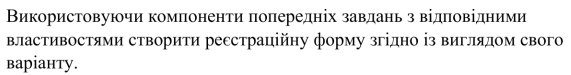 Використовуючи компоненти попередніх завдань з відповідними
властивостями створити реєстраційну форму згідно із виглядом свого
варіанту.